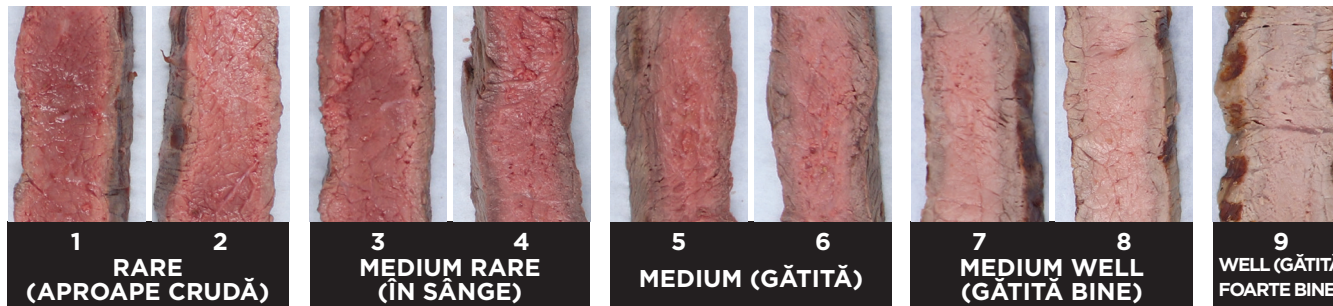 1 2
RARE
(APROAPE CRUDĂ)
3 4
MEDIUM RARE
(ÎN SÂNGE)
5 6
MEDIUM (GĂTITĂ)
7 8
MEDIUM WELL
(GĂTITĂ BINE)
9
WELL (GĂTITĂ
FOARTE BINE